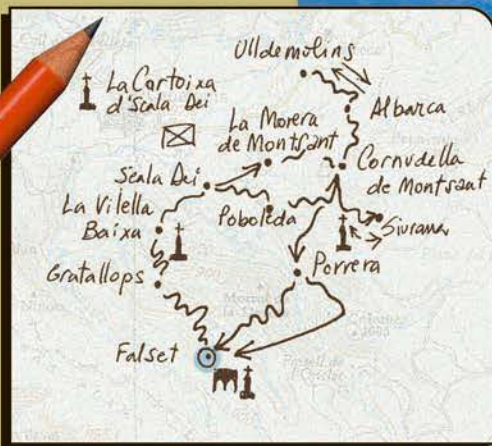 Ulldemolins
La Cartoixa
d'Scala Dei
Albarca
La Morera
de Montsant
Scala Dei
Cornudella
de Montsant
La Vilella
Baixa
Poboleda
Siurana
Gratallops
Porrera
Falset